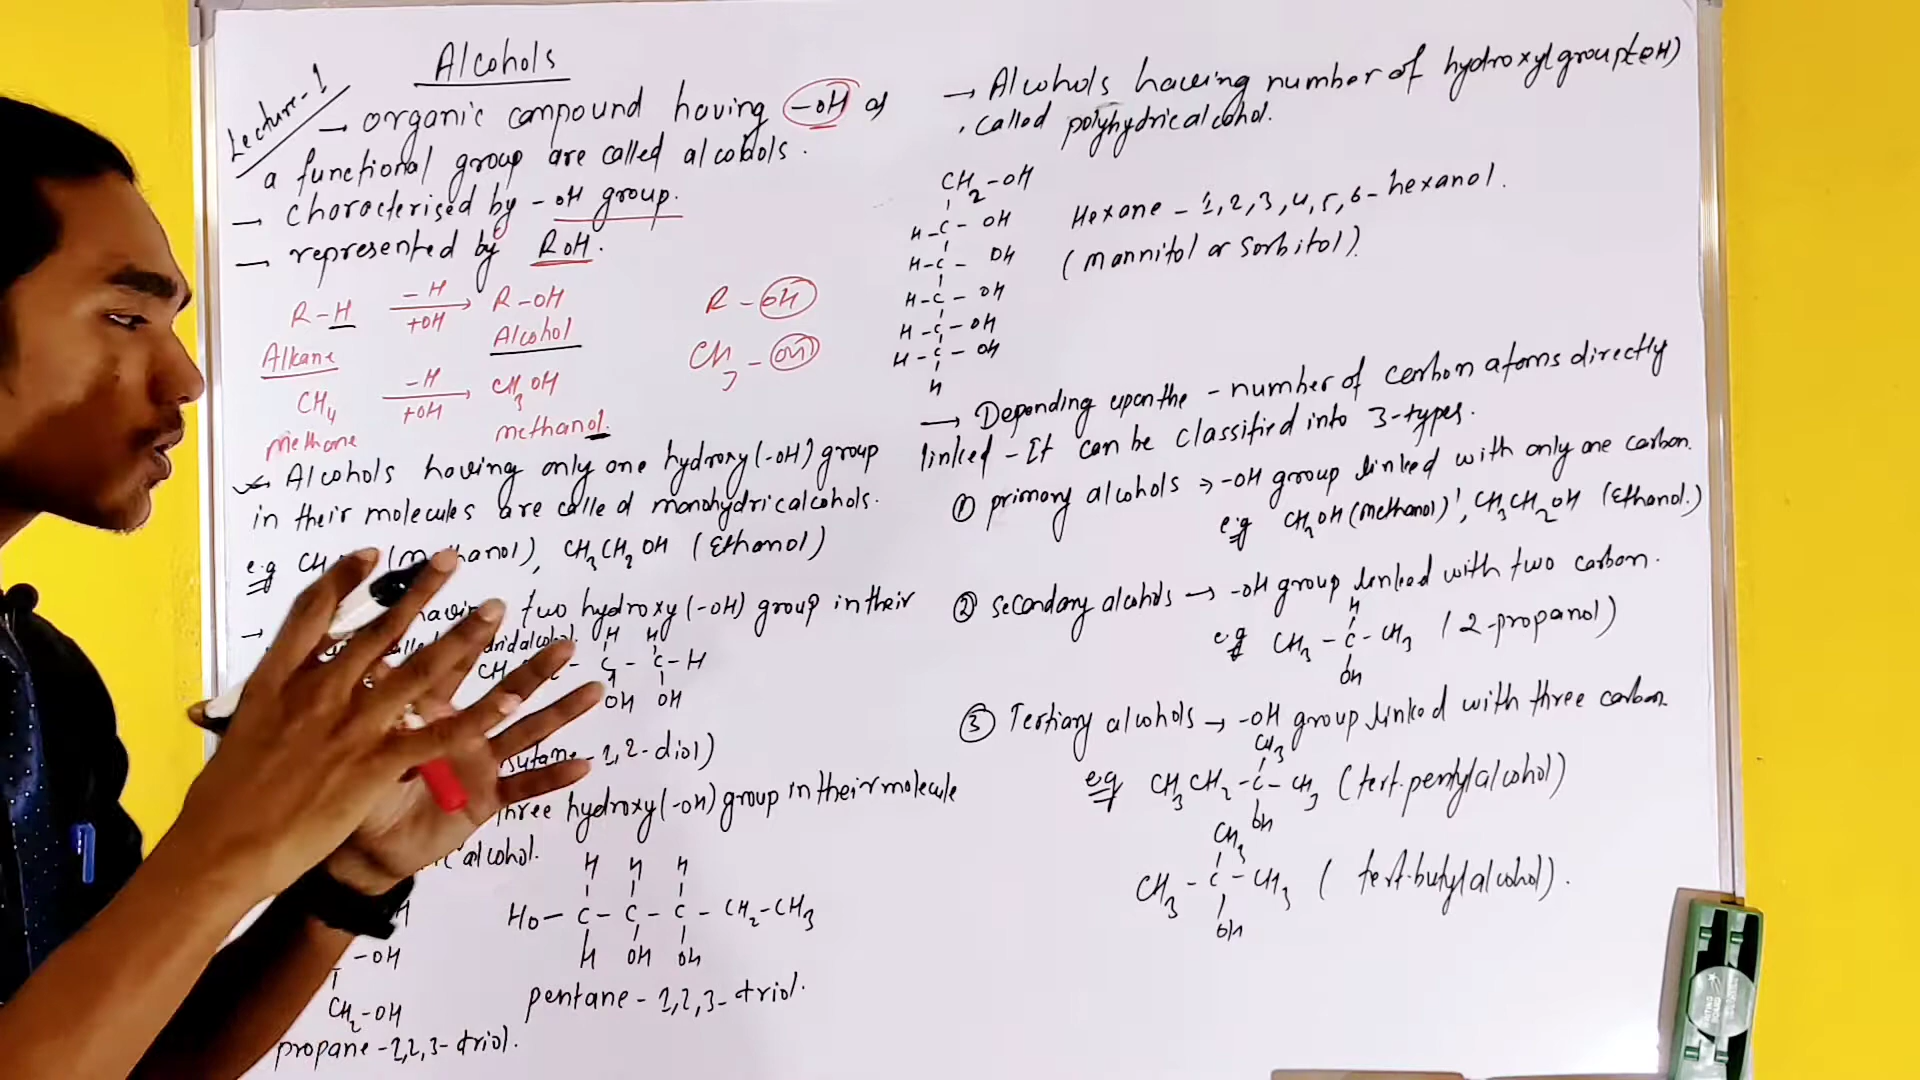 Lecture-1
Alcohols
→ organic compound having -OH as
a functional group are called alcohols.
→ characterised by -OH group.
→ represented by ROH.
R-H -H +OH R-OH R-OH
Alkane Alcohol
CH4 -H +OH CH3OH CH3-OH
Methane methanol.
Alcohols having only one hydroxy (-OH) group
in their molecules are called monohydric alcohols.
e.g (methanol), CH3CH2OH (Ethanol)
→ having two hydroxy (-OH) group in their
H H
C - C - H
OH OH
1,2-diol)
three hydroxy (-OH) group in their molecule
alcohol.
-OH
CH2-OH
propane-1,2,3-triol.
H H H
HO- C - C - C - CH2-CH3
H OH OH
pentane-1,2,3-triol.
→ Alcohols having number of hydroxyl group(-OH)
called polyhydric alcohol.
CH2-OH
H-C-OH
H-C-OH
H-C-OH
H-C-OH
H-C-OH
H
Hexane-1,2,3,4,5,6-hexanol.
(mannitol or sorbitol).
→ Depending upon the - number of carbon atoms directly
linked - It can be classified into 3-types.
① primary alcohols → -OH group linked with only one carbon.
e.g CH3OH (Methanol), CH3CH2OH (Ethanol.)
② secondary alcohols → -OH group linked with two carbon.
H
e.g CH3 - C - CH3 (2-propanol)
OH
③ Tertiary alcohols → -OH group linked with three carbon.
CH3
e.g CH3CH2 - C - CH3 (tert.pentylalcohol)
OH
CH3
CH3 - C - CH3 (tert-butylalcohol).
OH